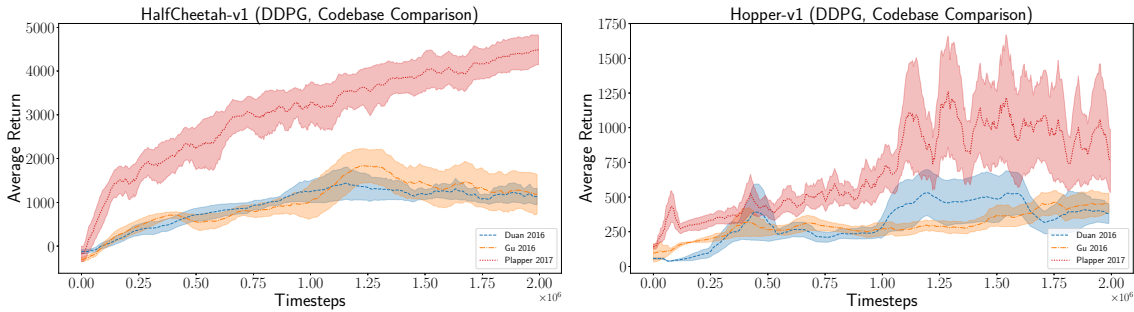 HalfCheetah-v1 (DDPG, Codebase Comparison)
5000
4000
3000
2000
1000
0
Average Return
0.00 0.25 0.50 0.75 1.00 1.25 1.50 1.75 2.00
Timesteps
×10⁶
Duan 2016
Gu 2016
Plapper 2017
Hopper-v1 (DDPG, Codebase Comparison)
1750
1500
1250
1000
750
500
250
0
Average Return
0.00 0.25 0.50 0.75 1.00 1.25 1.50 1.75 2.00
Timesteps
×10⁶
Duan 2016
Gu 2016
Plapper 2017